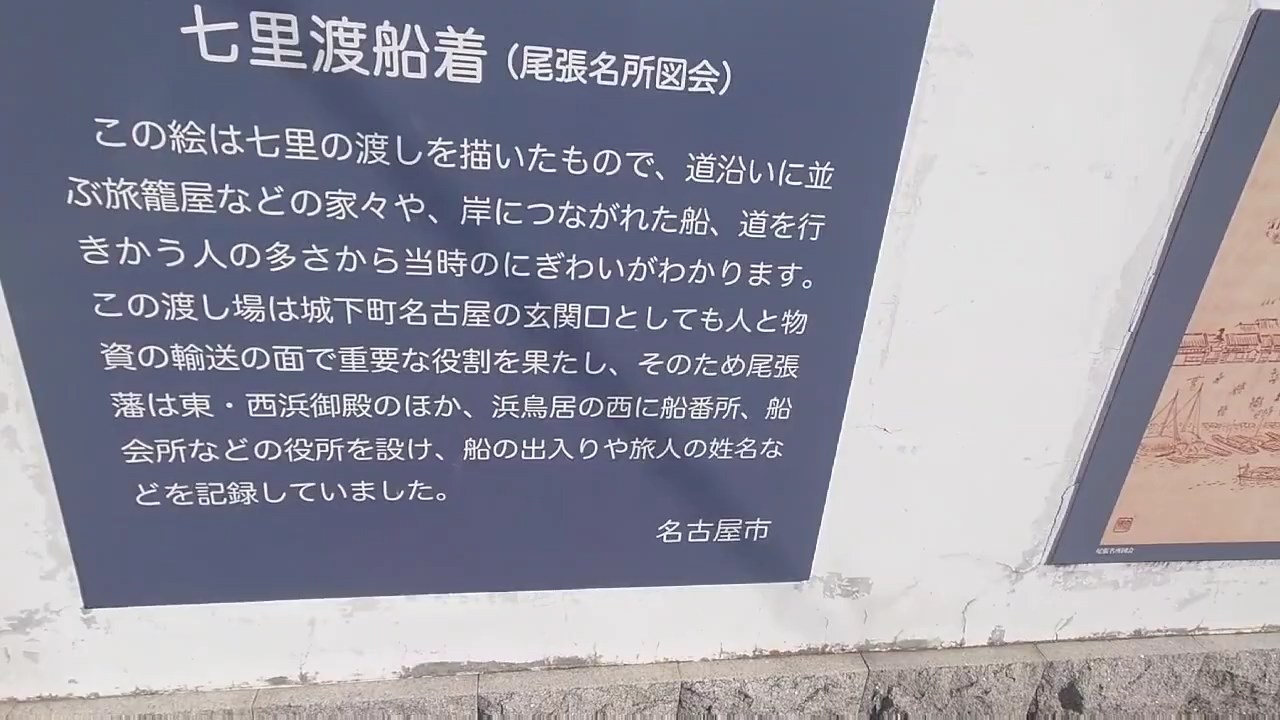 七里渡船着（尾張名所図会）
この絵は七里の渡しを描いたもので、道沿いに並
ぶ旅籠屋などの家々や、岸につながれた船、道を行
きかう人の多さから当時のにぎわいがわかります。
この渡し場は城下町名古屋の玄関口としても人と物
資の輸送の面で重要な役割を果たし、そのため尾張
藩は東・西浜御殿のほか、浜鳥居の西に船番所、船
会所などの役所を設け、船の出入りや旅人の姓名な
どを記録していました。
名古屋市
尾張名所図会